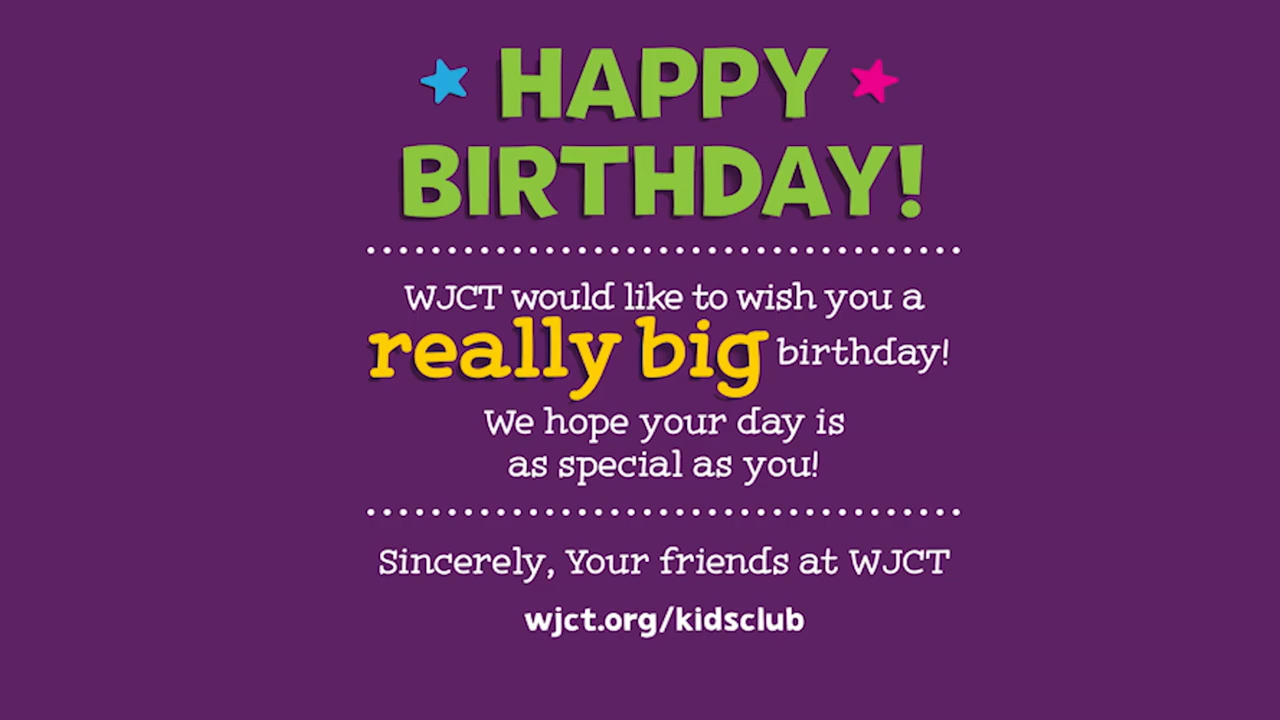 HAPPY
BIRTHDAY!
WJCT would like to wish you a
really big birthday!
We hope your day is
as special as you!
Sincerely, Your friends at WJCT
wjct.org/kidsclub